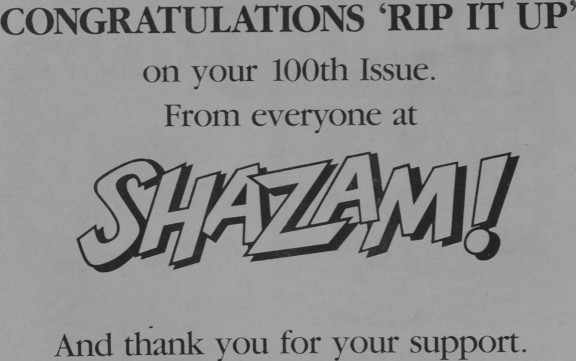 CONGRATULATIONS ‘RIP IT UP’
on your 100th Issue.
From everyone at
SHAZAM!
And thank you for your support.